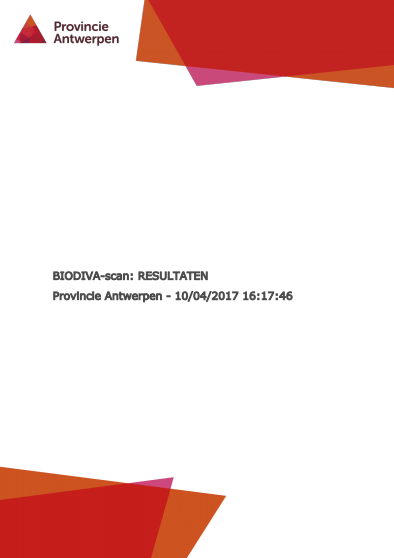 Provincie
Antwerpen
BIODIVA-scan: RESULTATEN
Provincie Antwerpen - 10/04/2017 16:17:46